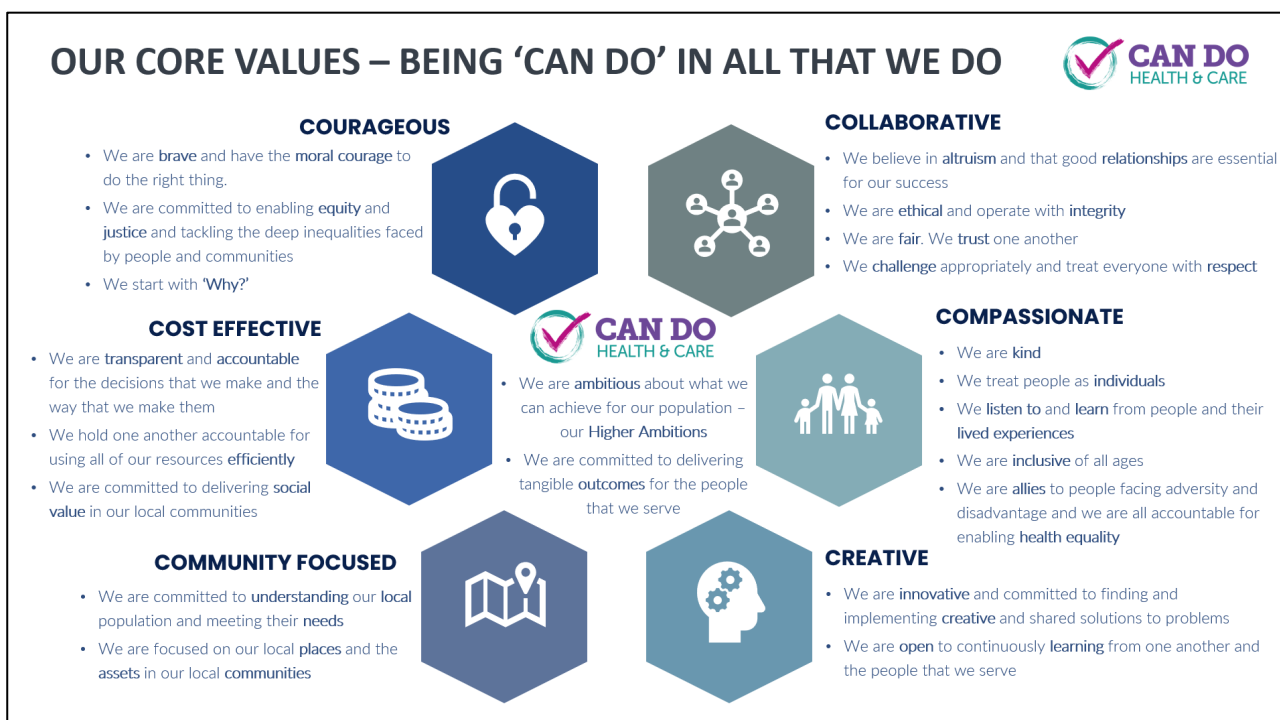 OUR CORE VALUES – BEING ‘CAN DO’ IN ALL THAT WE DO
CAN DO
HEALTH & CARE
COURAGEOUS
• We are brave and have the moral courage to
do the right thing.
• We are committed to enabling equity and
justice and tackling the deep inequalities faced
by people and communities
• We start with ‘Why?’
COLLABORATIVE
• We believe in altruism and that good relationships are essential
for our success
• We are ethical and operate with integrity
• We are fair. We trust one another
• We challenge appropriately and treat everyone with respect
COST EFFECTIVE
• We are transparent and accountable
for the decisions that we make and the
way that we make them
• We hold one another accountable for
using all of our resources efficiently
• We are committed to delivering social
value in our local communities
CAN DO
HEALTH & CARE
• We are ambitious about what we
can achieve for our population –
our Higher Ambitions
• We are committed to delivering
tangible outcomes for the people
that we serve
COMPASSIONATE
• We are kind
• We treat people as individuals
• We listen to and learn from people and their
lived experiences
• We are inclusive of all ages
• We are allies to people facing adversity and
disadvantage and we are all accountable for
enabling health equality
COMMUNITY FOCUSED
• We are committed to understanding our local
population and meeting their needs
• We are focused on our local places and the
assets in our local communities
CREATIVE
• We are innovative and committed to finding and
implementing creative and shared solutions to problems
• We are open to continuously learning from one another and
the people that we serve